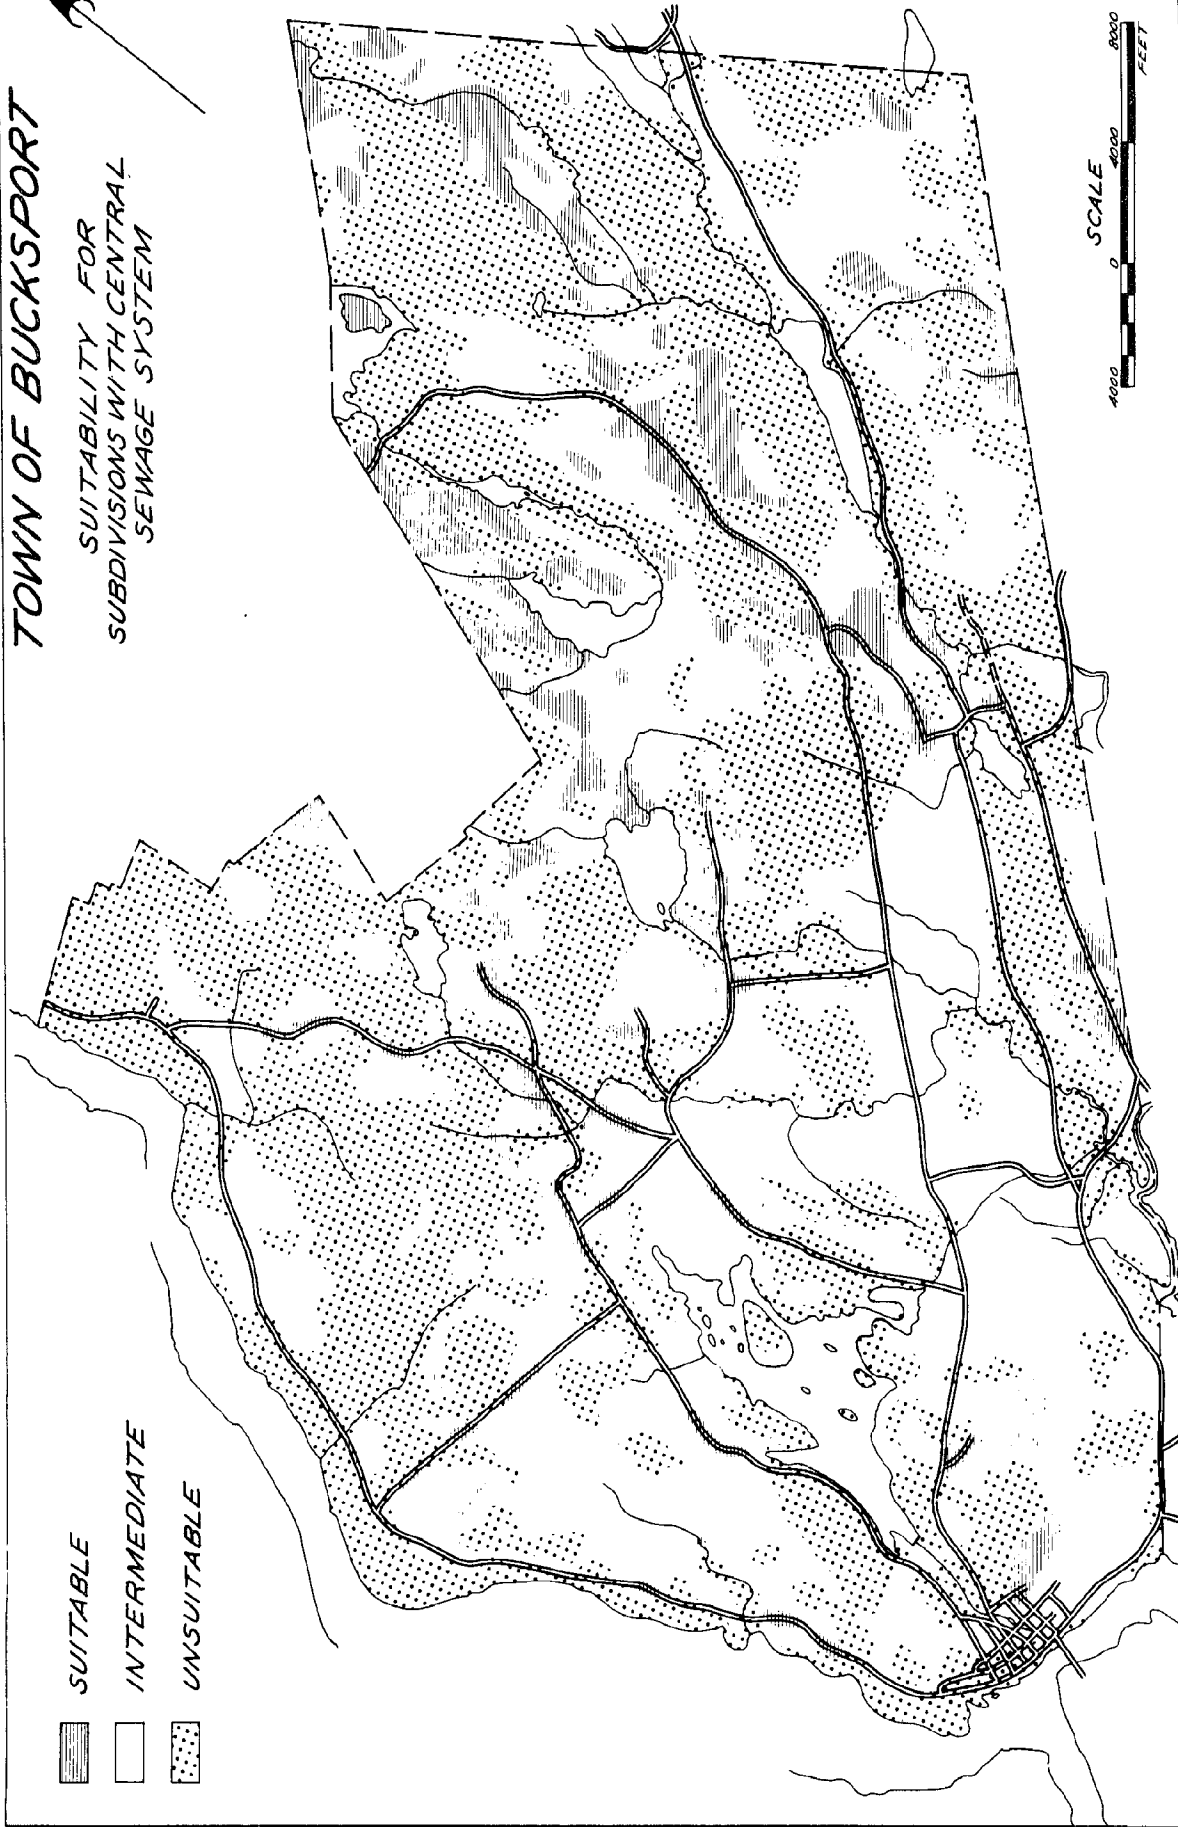 TOWN OF BUCKSPORT
SUITABILITY FOR
SUBDIVISIONS WITH CENTRAL
SEWAGE SYSTEM
SUITABLE
INTERMEDIATE
UNSUITABLE
SCALE
4000 0 4000 8000
FEET